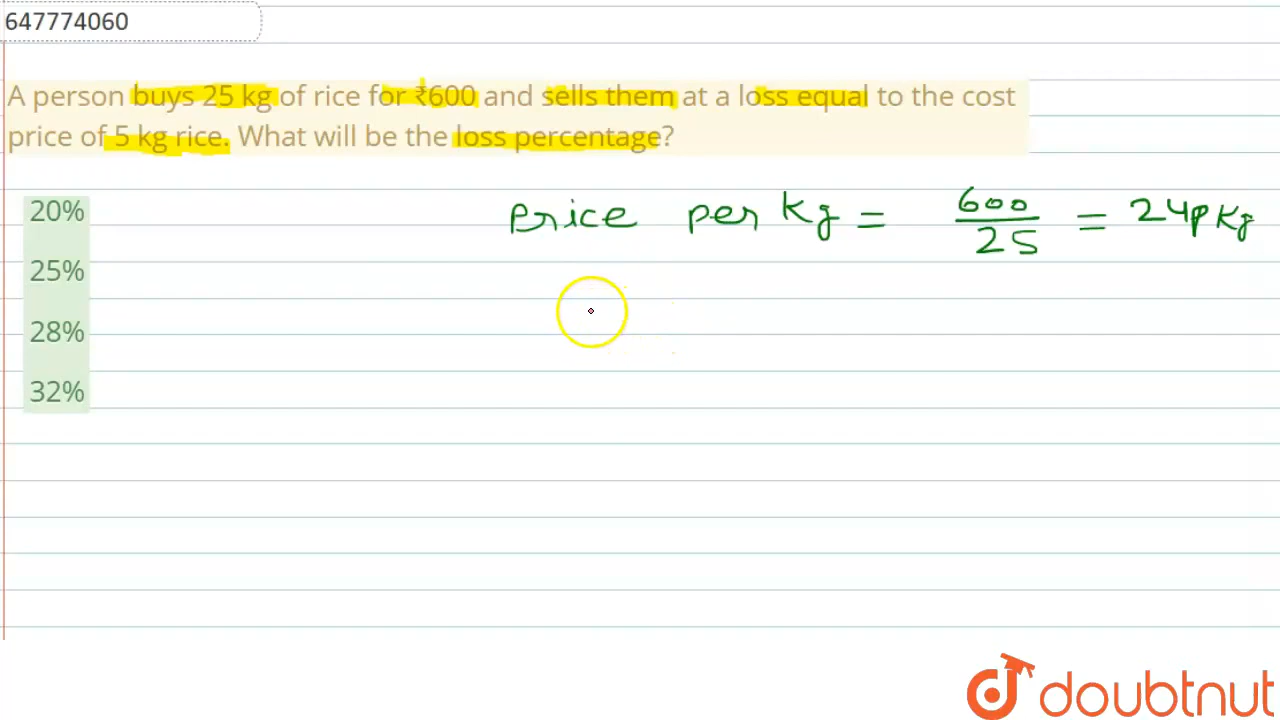 647774060
A person buys 25 kg of rice for ₹600 and sells them at a loss equal to the cost
price of 5 kg rice. What will be the loss percentage?
20%
Price per kg = 600/25 = 24 p kg
25%
28%
32%
doubtnut